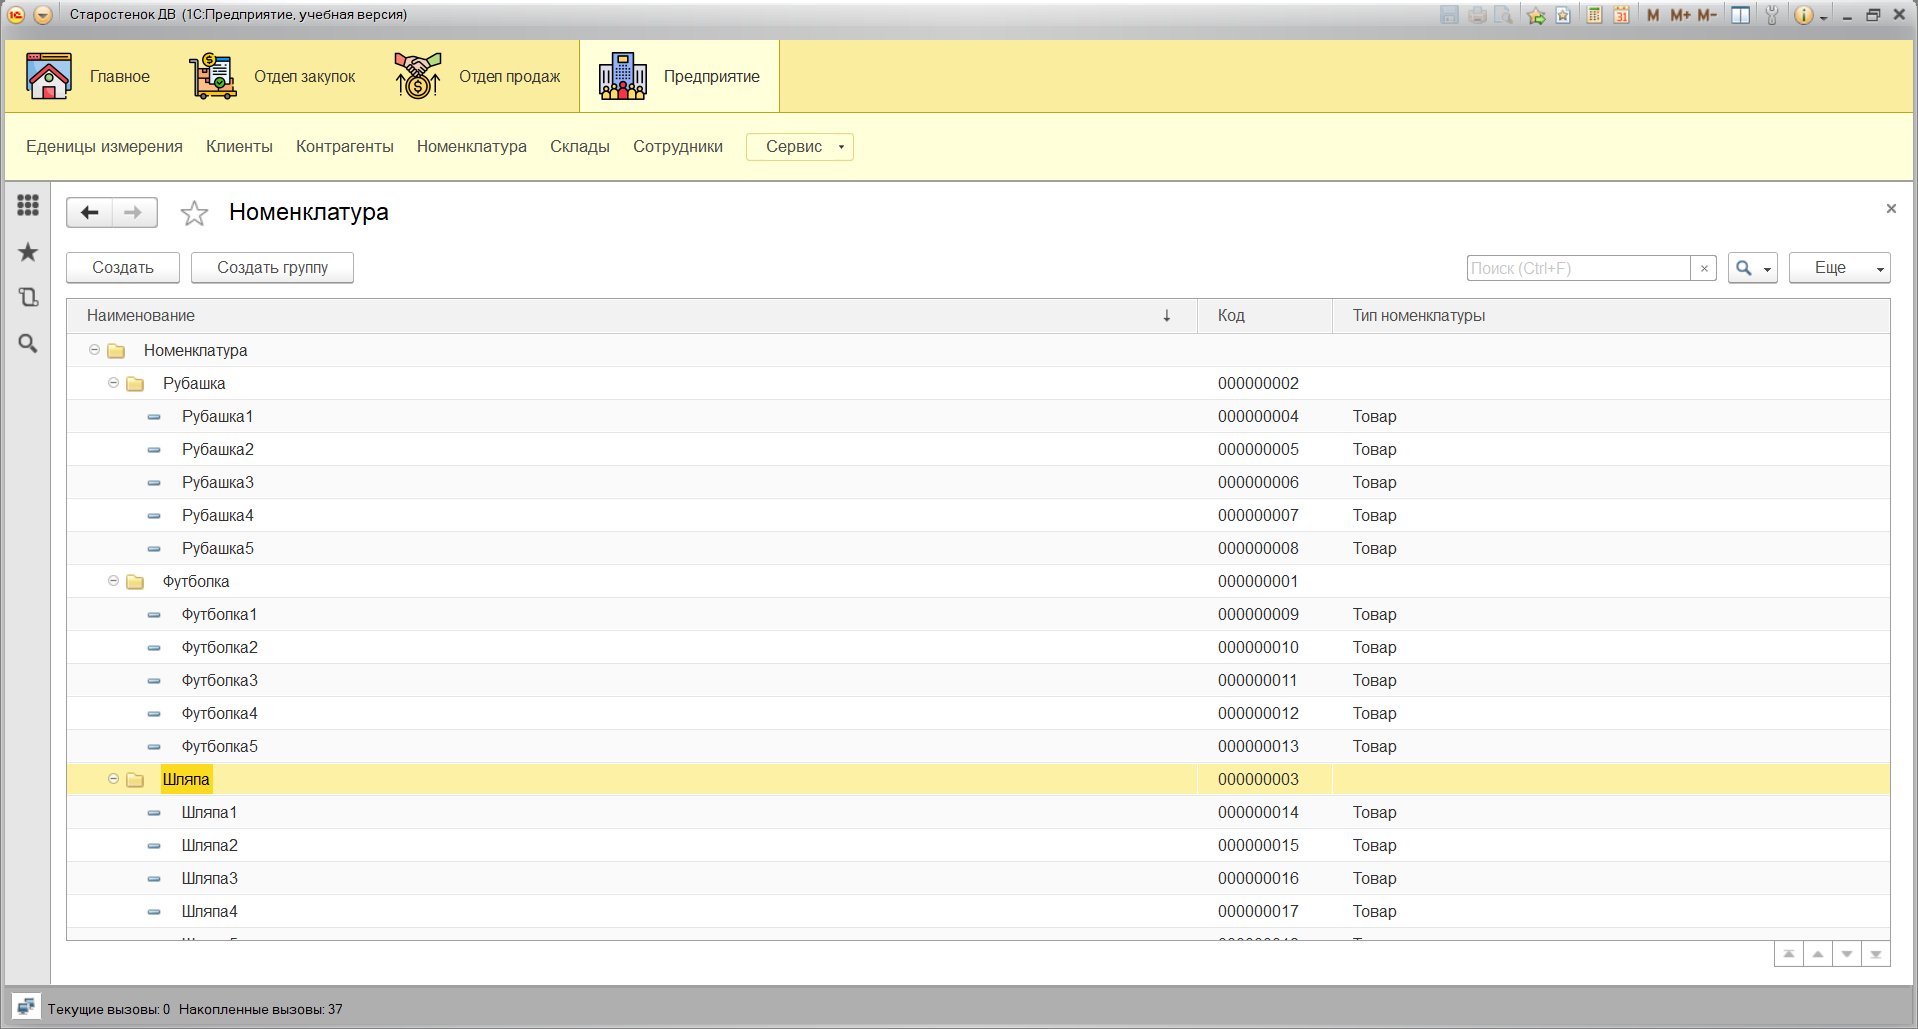 Старостенок ДВ (1С:Предприятие, учебная версия)
M M+ M-
Главное Отдел закупок Отдел продаж Предприятие
Еденицы измерения Клиенты Контрагенты Номенклатура Склады Сотрудники Сервис
Номенклатура
Создать Создать группу Поиск (Ctrl+F) Еще
Наименование Код Тип номенклатуры
Номенклатура
Рубашка 000000002
Рубашка1 000000004 Товар
Рубашка2 000000005 Товар
Рубашка3 000000006 Товар
Рубашка4 000000007 Товар
Рубашка5 000000008 Товар
Футболка 000000001
Футболка1 000000009 Товар
Футболка2 000000010 Товар
Футболка3 000000011 Товар
Футболка4 000000012 Товар
Футболка5 000000013 Товар
Шляпа 000000003
Шляпа1 000000014 Товар
Шляпа2 000000015 Товар
Шляпа3 000000016 Товар
Шляпа4 000000017 Товар
Текущие вызовы: 0 Накопленные вызовы: 37